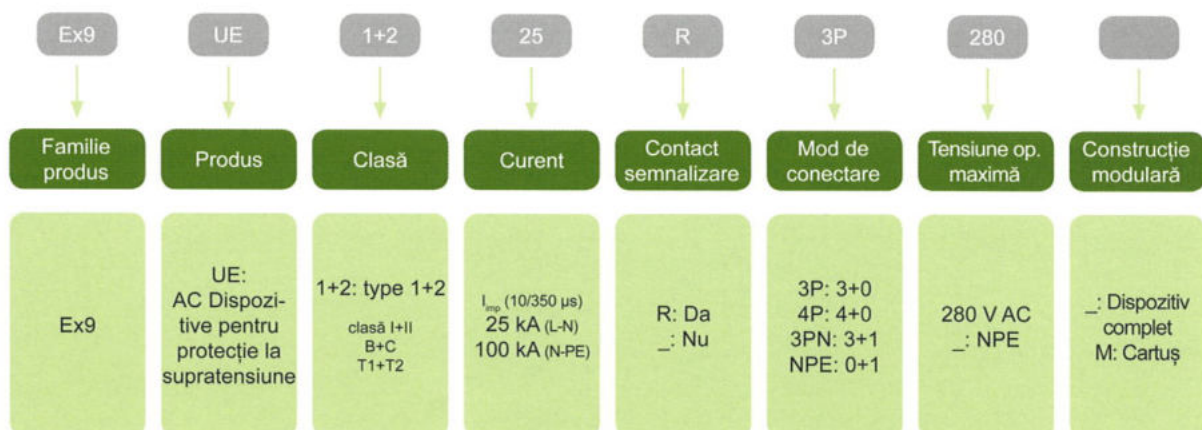 Ex9 UE 1+2 25 R 3P 280
Familie
produs
Produs
Clasă
Curent
Contact
semnalizare
Mod de
conectare
Tensiune op.
maximă
Construcție
modulară
Ex9
UE:
AC Dispozi-
tive pentru
protecție la
supratensiune
1+2: type 1+2
clasă I+II
B+C
T1+T2
Iimp (10/350 µs)
25 kA (L-N)
100 kA (N-PE)
R: Da
_: Nu
3P: 3+0
4P: 4+0
3PN: 3+1
NPE: 0+1
280 V AC
_: NPE
_: Dispozitiv
complet
M: Cartuș